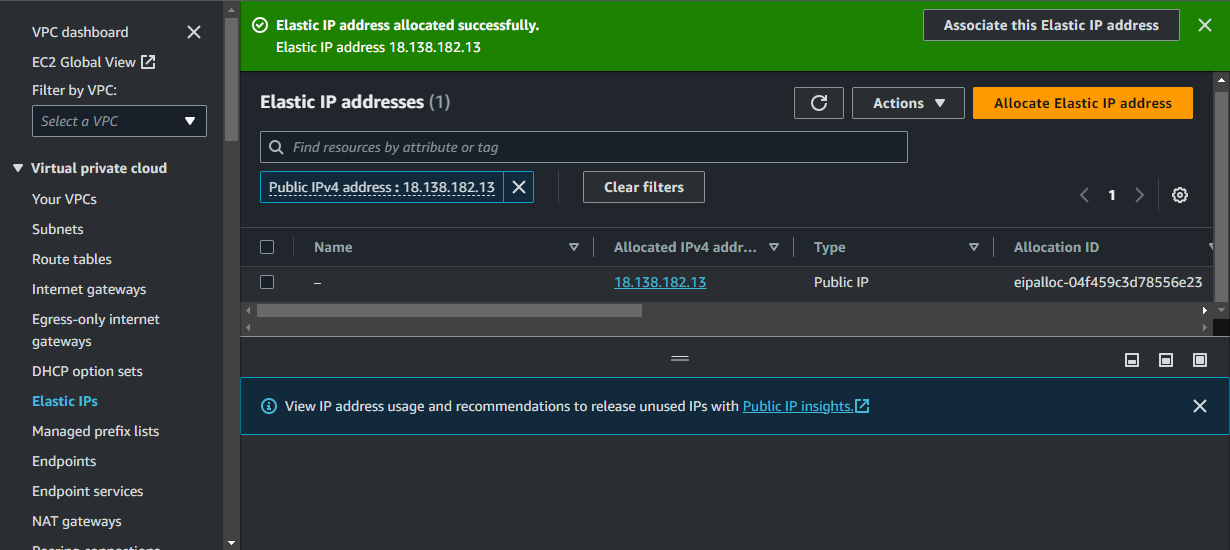 VPC dashboard
EC2 Global View
Filter by VPC:
Select a VPC
Virtual private cloud
Your VPCs
Subnets
Route tables
Internet gateways
Egress-only internet
gateways
DHCP option sets
Elastic IPs
Managed prefix lists
Endpoints
Endpoint services
NAT gateways
Peering connections
Elastic IP address allocated successfully.
Elastic IP address 18.138.182.13
Associate this Elastic IP address
Elastic IP addresses (1)
Actions
Allocate Elastic IP address
Find resources by attribute or tag
Public IPv4 address : 18.138.182.13
Clear filters
1
Name Allocated IPv4 addr... Type Allocation ID
– 18.138.182.13 Public IP eipalloc-04f459c3d78556e23
View IP address usage and recommendations to release unused IPs with Public IP insights.